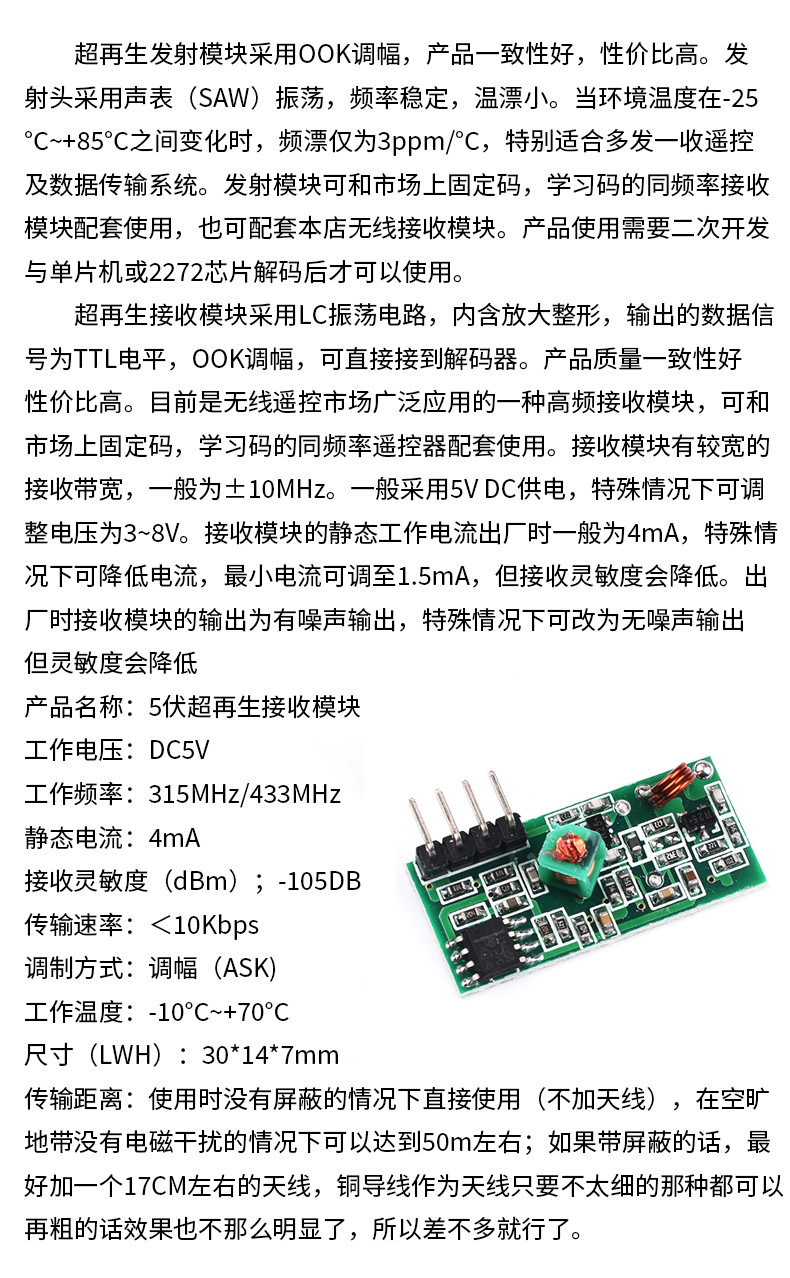 超再生发射模块采用OOK调幅，产品一致性好，性价比高。发
射头采用声表（SAW）振荡，频率稳定，温漂小。当环境温度在-25
℃~+85℃之间变化时，频漂仅为3ppm/℃，特别适合多发一收遥控
及数据传输系统。发射模块可和市场上固定码，学习码的同频率接收
模块配套使用，也可配套本店无线接收模块。产品使用需要二次开发
与单片机或2272芯片解码后才可以使用。
超再生接收模块采用LC振荡电路，内含放大整形，输出的数据信
号为TTL电平，OOK调幅，可直接接到解码器。产品质量一致性好
性价比高。目前是无线遥控市场广泛应用的一种高频接收模块，可和
市场上固定码，学习码的同频率遥控器配套使用。接收模块有较宽的
接收带宽，一般为±10MHz。一般采用5V DC供电，特殊情况下可调
整电压为3~8V。接收模块的静态工作电流出厂时一般为4mA，特殊情
况下可降低电流，最小电流可调至1.5mA，但接收灵敏度会降低。出
厂时接收模块的输出为有噪声输出，特殊情况下可改为无噪声输出
但灵敏度会降低
产品名称：5伏超再生接收模块
工作电压：DC5V
工作频率：315MHz/433MHz
静态电流：4mA
接收灵敏度（dBm）；-105DB
传输速率：＜10Kbps
调制方式：调幅（ASK)
工作温度：-10℃~+70℃
尺寸（LWH）：30*14*7mm
传输距离：使用时没有屏蔽的情况下直接使用（不加天线），在空旷
地带没有电磁干扰的情况下可以达到50m左右；如果带屏蔽的话，最
好加一个17CM左右的天线，铜导线作为天线只要不太细的那种都可以
再粗的话效果也不那么明显了，所以差不多就行了。